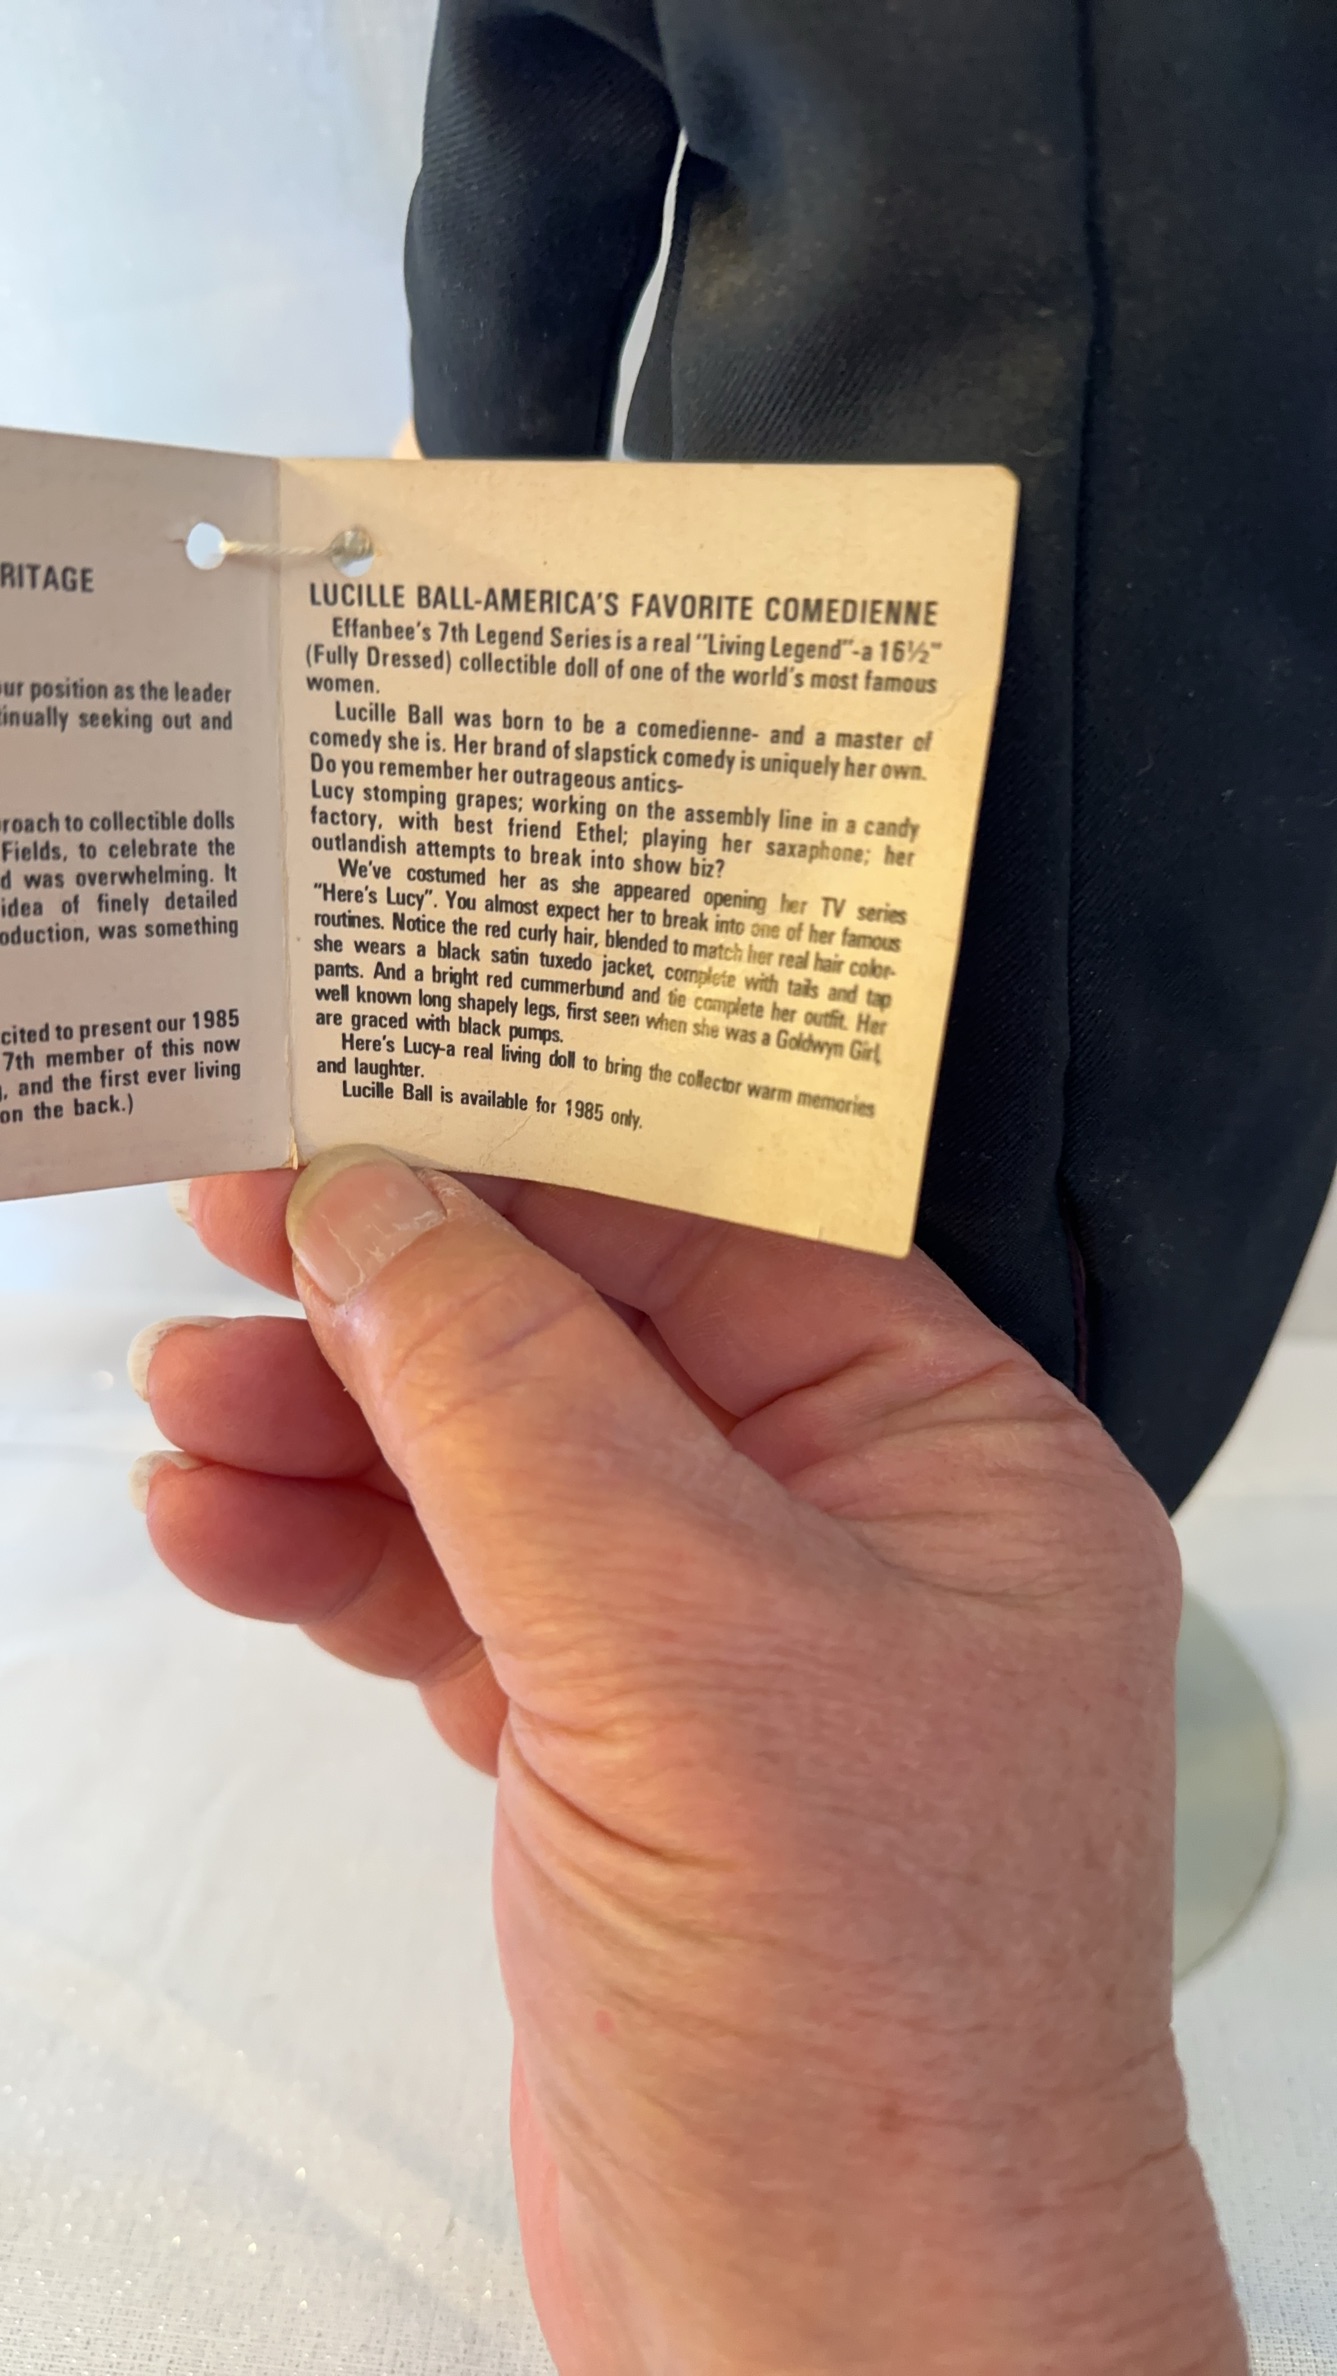 RITAGE
ur position as the leader
inually seeking out and
roach to collectible dolls
Fields, to celebrate the
d was overwhelming. It
idea of finely detailed
oduction, was something
cited to present our 1985
7th member of this now
, and the first ever living
on the back.)
LUCILLE BALL-AMERICA'S FAVORITE COMEDIENNE
Effanbee's 7th Legend Series is a real "Living Legend"-a 16½"
(Fully Dressed) collectible doll of one of the world's most famous
women.
Lucille Ball was born to be a comedienne- and a master of
comedy she is. Her brand of slapstick comedy is uniquely her own.
Do you remember her outrageous antics-
Lucy stomping grapes; working on the assembly line in a candy
factory, with best friend Ethel; playing her saxaphone; her
outlandish attempts to break into show biz?
We've costumed her as she appeared opening her TV series
"Here's Lucy". You almost expect her to break into one of her famous
routines. Notice the red curly hair, blended to match her real hair color-
she wears a black satin tuxedo jacket, complete with tails and tap
pants. And a bright red cummerbund and tie complete her outfit. Her
well known long shapely legs, first seen when she was a Goldwyn Girl,
are graced with black pumps.
Here's Lucy-a real living doll to bring the collector warm memories
and laughter.
Lucille Ball is available for 1985 only.